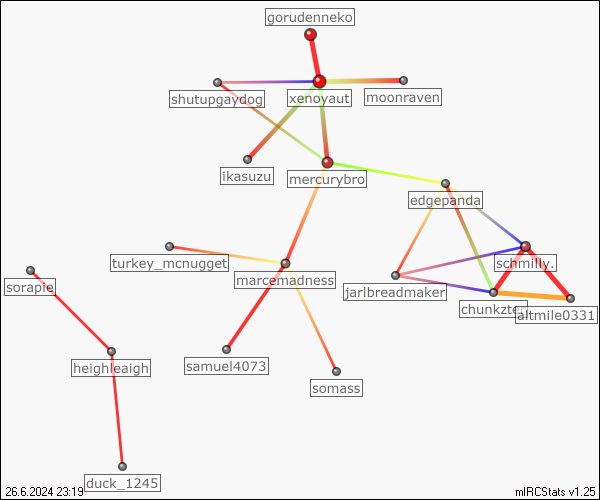 gorudenneko
shutupgaydog
xenoyaut
moonraven
ikasuzu
mercurybro
edgepanda
turkey_mcnugget
marcemadness
schmilly.
sorapie
jarlbreadmaker
chunkzter
altmile0331
heighleaigh
samuel4073
somass
duck_1245
26.6.2024 23:19
mIRCStats v1.25